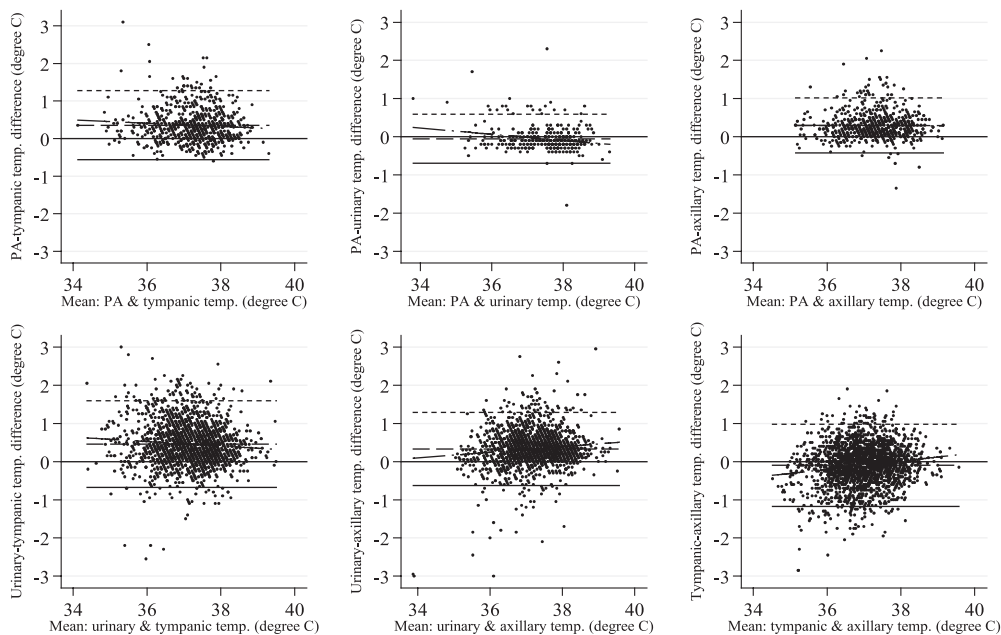 PA-tympanic temp. difference (degree C)
3
2
1
0
-1
-2
-3
34 36 38 40
Mean: PA & tympanic temp. (degree C)
PA-urinary temp. difference (degree C)
3
2
1
0
-1
-2
-3
34 36 38 40
Mean: PA & urinary temp. (degree C)
PA-axillary temp. difference (degree C)
3
2
1
0
-1
-2
-3
34 36 38 40
Mean: PA & axillary temp. (degree C)
Urinary-tympanic temp. difference (degree C)
3
2
1
0
-1
-2
-3
34 36 38 40
Mean: urinary & tympanic temp. (degree C)
Urinary-axillary temp. difference (degree C)
3
2
1
0
-1
-2
-3
34 36 38 40
Mean: urinary & axillary temp. (degree C)
Tympanic-axillary temp. difference (degree C)
3
2
1
0
-1
-2
-3
34 36 38 40
Mean: tympanic & axillary temp. (degree C)